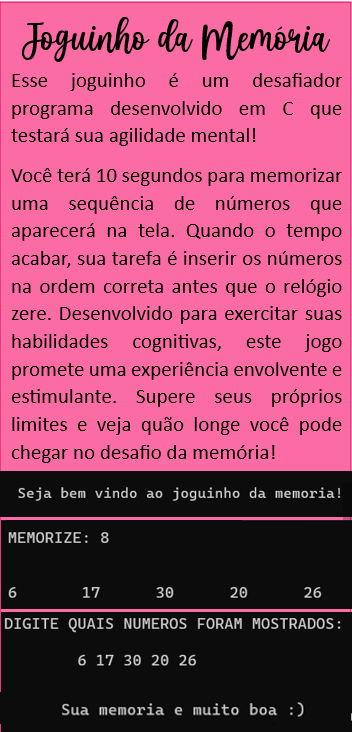 Joguinho da Memória
Esse joguinho é um desafiador
programa desenvolvido em C que
testará sua agilidade mental!
Você terá 10 segundos para memorizar
uma sequência de números que
aparecerá na tela. Quando o tempo
acabar, sua tarefa é inserir os números
na ordem correta antes que o relógio
zere. Desenvolvido para exercitar suas
habilidades cognitivas, este jogo
promete uma experiência envolvente e
estimulante. Supere seus próprios
limites e veja quão longe você pode
chegar no desafio da memória!
Seja bem vindo ao joguinho da memoria!
MEMORIZE: 8
6 17 30 20 26
DIGITE QUAIS NUMEROS FORAM MOSTRADOS:
6 17 30 20 26
Sua memoria e muito boa :)